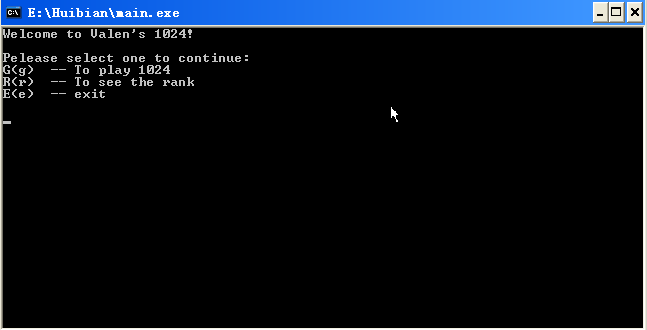 E:\Huibian\main.exe
Welcome to Valen's 1024!
Pelease select one to continue:
G(g)  -- To play 1024
R(r)  -- To see the rank
E(e)  -- exit